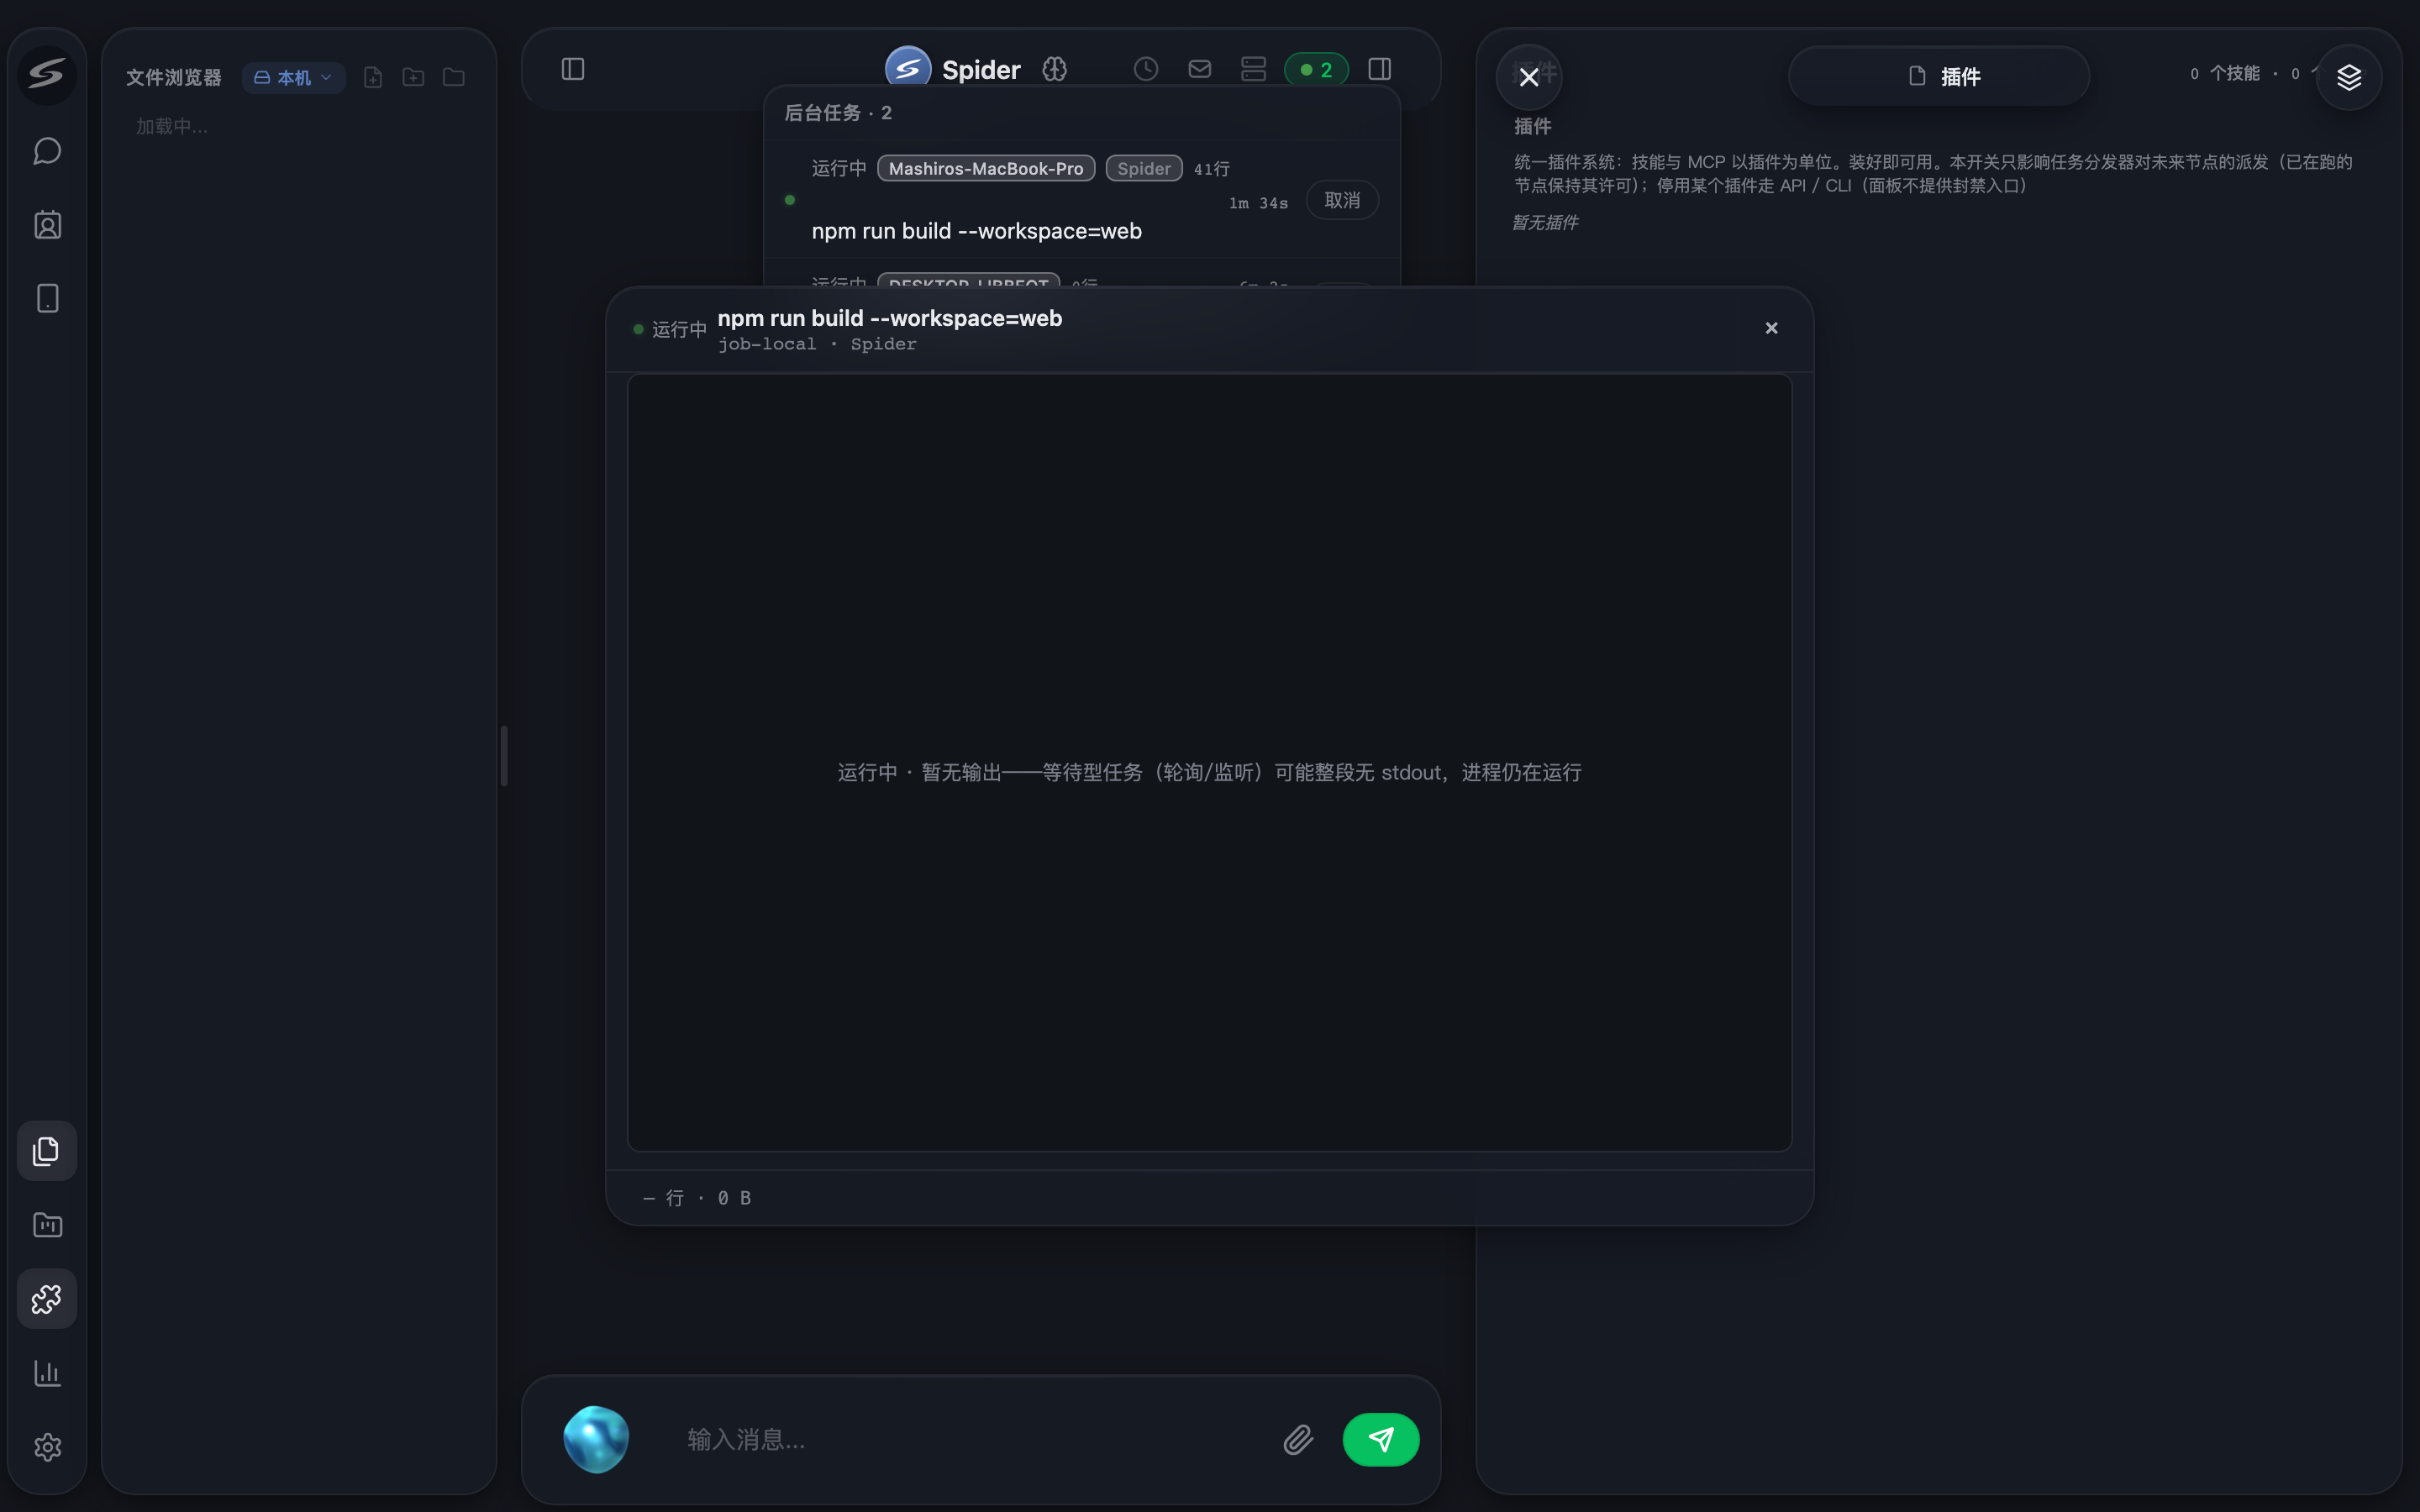 文件浏览器 本机
加载中...
Spider 2
后台任务 · 2
运行中 Mashiros-MacBook-Pro Spider 41行
1m 34s 取消
npm run build --workspace=web
运行中
运行中 npm run build --workspace=web
job-local · Spider
×
运行中 · 暂无输出——等待型任务（轮询/监听）可能整段无 stdout，进程仍在运行
— 行 · 0 B
输入消息...
插件
0 个技能 · 0
插件
统一插件系统：技能与 MCP 以插件为单位。装好即可用。本开关只影响任务分发器对未来节点的派发（已在跑的
节点保持其许可）；停用某个插件走 API / CLI（面板不提供封禁入口）
暂无插件